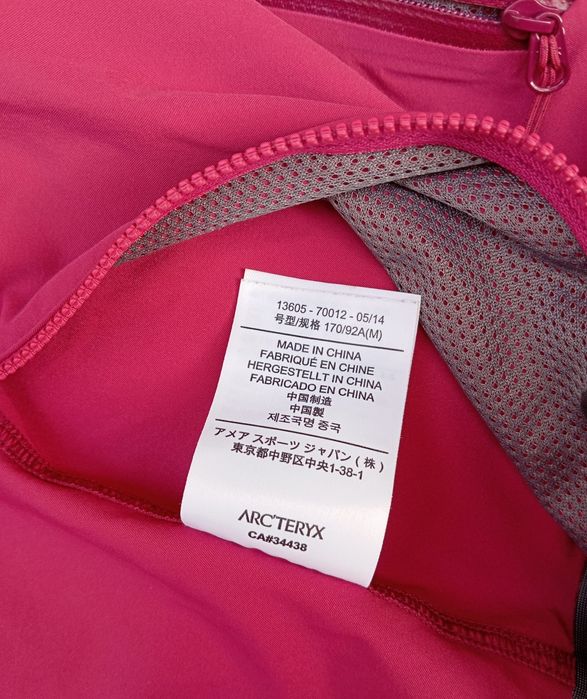 13605 - 70012 - 05/14
号型/规格 170/92A(M)
MADE IN CHINA
FABRIQUÉ EN CHINE
HERGESTELLT IN CHINA
FABRICADO EN CHINA
中国制造
中国製
제조국명 중국
アメア スポーツ ジャパン ( 株 )
東京都中野区中央1-38-1
ARC'TERYX
CA#34438